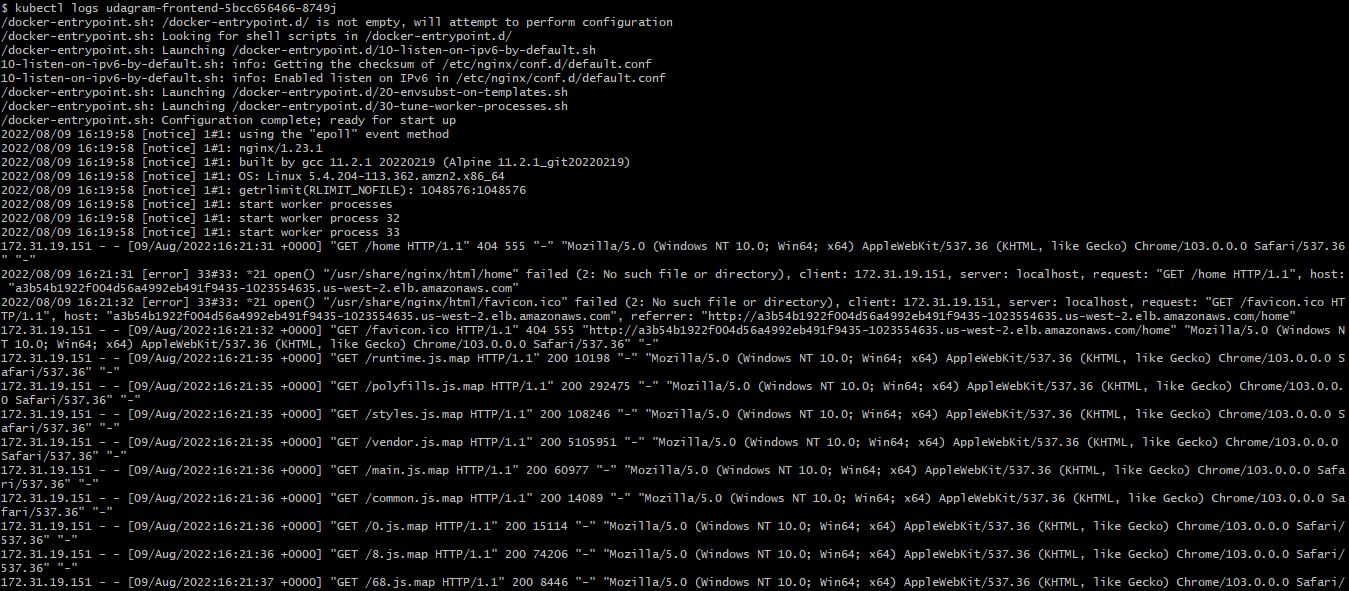 $ kubectl logs udagram-frontend-5bcc656466-8749j
/docker-entrypoint.sh: /docker-entrypoint.d/ is not empty, will attempt to perform configuration
/docker-entrypoint.sh: Looking for shell scripts in /docker-entrypoint.d/
/docker-entrypoint.sh: Launching /docker-entrypoint.d/10-listen-on-ipv6-by-default.sh
10-listen-on-ipv6-by-default.sh: info: Getting the checksum of /etc/nginx/conf.d/default.conf
10-listen-on-ipv6-by-default.sh: info: Enabled listen on IPv6 in /etc/nginx/conf.d/default.conf
/docker-entrypoint.sh: Launching /docker-entrypoint.d/20-envsubst-on-templates.sh
/docker-entrypoint.sh: Launching /docker-entrypoint.d/30-tune-worker-processes.sh
/docker-entrypoint.sh: Configuration complete; ready for start up
2022/08/09 16:19:58 [notice] 1#1: using the "epoll" event method
2022/08/09 16:19:58 [notice] 1#1: nginx/1.23.1
2022/08/09 16:19:58 [notice] 1#1: built by gcc 11.2.1 20220219 (Alpine 11.2.1_git20220219)
2022/08/09 16:19:58 [notice] 1#1: OS: Linux 5.4.204-113.362.amzn2.x86_64
2022/08/09 16:19:58 [notice] 1#1: getrlimit(RLIMIT_NOFILE): 1048576:1048576
2022/08/09 16:19:58 [notice] 1#1: start worker processes
2022/08/09 16:19:58 [notice] 1#1: start worker process 32
2022/08/09 16:19:58 [notice] 1#1: start worker process 33
172.31.19.151 - - [09/Aug/2022:16:21:31 +0000] "GET /home HTTP/1.1" 404 555 "-" "Mozilla/5.0 (Windows NT 10.0; Win64; x64) AppleWebKit/537.36 (KHTML, like Gecko) Chrome/103.0.0.0 Safari/537.36
" "-"
2022/08/09 16:21:31 [error] 33#33: *21 open() "/usr/share/nginx/html/home" failed (2: No such file or directory), client: 172.31.19.151, server: localhost, request: "GET /home HTTP/1.1", host:
"a3b54b1922f004d56a4992eb491f9435-1023554635.us-west-2.elb.amazonaws.com"
2022/08/09 16:21:32 [error] 33#33: *21 open() "/usr/share/nginx/html/favicon.ico" failed (2: No such file or directory), client: 172.31.19.151, server: localhost, request: "GET /favicon.ico HT
TP/1.1", host: "a3b54b1922f004d56a4992eb491f9435-1023554635.us-west-2.elb.amazonaws.com", referrer: "http://a3b54b1922f004d56a4992eb491f9435-1023554635.us-west-2.elb.amazonaws.com/home"
172.31.19.151 - - [09/Aug/2022:16:21:32 +0000] "GET /favicon.ico HTTP/1.1" 404 555 "http://a3b54b1922f004d56a4992eb491f9435-1023554635.us-west-2.elb.amazonaws.com/home" "Mozilla/5.0 (Windows N
T 10.0; Win64; x64) AppleWebKit/537.36 (KHTML, like Gecko) Chrome/103.0.0.0 Safari/537.36" "-"
172.31.19.151 - - [09/Aug/2022:16:21:35 +0000] "GET /runtime.js.map HTTP/1.1" 200 10198 "-" "Mozilla/5.0 (Windows NT 10.0; Win64; x64) AppleWebKit/537.36 (KHTML, like Gecko) Chrome/103.0.0.0 S
afari/537.36" "-"
172.31.19.151 - - [09/Aug/2022:16:21:35 +0000] "GET /polyfills.js.map HTTP/1.1" 200 292475 "-" "Mozilla/5.0 (Windows NT 10.0; Win64; x64) AppleWebKit/537.36 (KHTML, like Gecko) Chrome/103.0.0.
0 Safari/537.36" "-"
172.31.19.151 - - [09/Aug/2022:16:21:35 +0000] "GET /styles.js.map HTTP/1.1" 200 108246 "-" "Mozilla/5.0 (Windows NT 10.0; Win64; x64) AppleWebKit/537.36 (KHTML, like Gecko) Chrome/103.0.0.0 S
afari/537.36" "-"
172.31.19.151 - - [09/Aug/2022:16:21:35 +0000] "GET /vendor.js.map HTTP/1.1" 200 5105951 "-" "Mozilla/5.0 (Windows NT 10.0; Win64; x64) AppleWebKit/537.36 (KHTML, like Gecko) Chrome/103.0.0.0
Safari/537.36" "-"
172.31.19.151 - - [09/Aug/2022:16:21:36 +0000] "GET /main.js.map HTTP/1.1" 200 60977 "-" "Mozilla/5.0 (Windows NT 10.0; Win64; x64) AppleWebKit/537.36 (KHTML, like Gecko) Chrome/103.0.0.0 Safa
ri/537.36" "-"
172.31.19.151 - - [09/Aug/2022:16:21:36 +0000] "GET /common.js.map HTTP/1.1" 200 14089 "-" "Mozilla/5.0 (Windows NT 10.0; Win64; x64) AppleWebKit/537.36 (KHTML, like Gecko) Chrome/103.0.0.0 Sa
fari/537.36" "-"
172.31.19.151 - - [09/Aug/2022:16:21:36 +0000] "GET /0.js.map HTTP/1.1" 200 15114 "-" "Mozilla/5.0 (Windows NT 10.0; Win64; x64) AppleWebKit/537.36 (KHTML, like Gecko) Chrome/103.0.0.0 Safari/
537.36" "-"
172.31.19.151 - - [09/Aug/2022:16:21:36 +0000] "GET /8.js.map HTTP/1.1" 200 74206 "-" "Mozilla/5.0 (Windows NT 10.0; Win64; x64) AppleWebKit/537.36 (KHTML, like Gecko) Chrome/103.0.0.0 Safari/
537.36" "-"
172.31.19.151 - - [09/Aug/2022:16:21:37 +0000] "GET /68.js.map HTTP/1.1" 200 8446 "-" "Mozilla/5.0 (Windows NT 10.0; Win64; x64) AppleWebKit/537.36 (KHTML, like Gecko) Chrome/103.0.0.0 Safari/